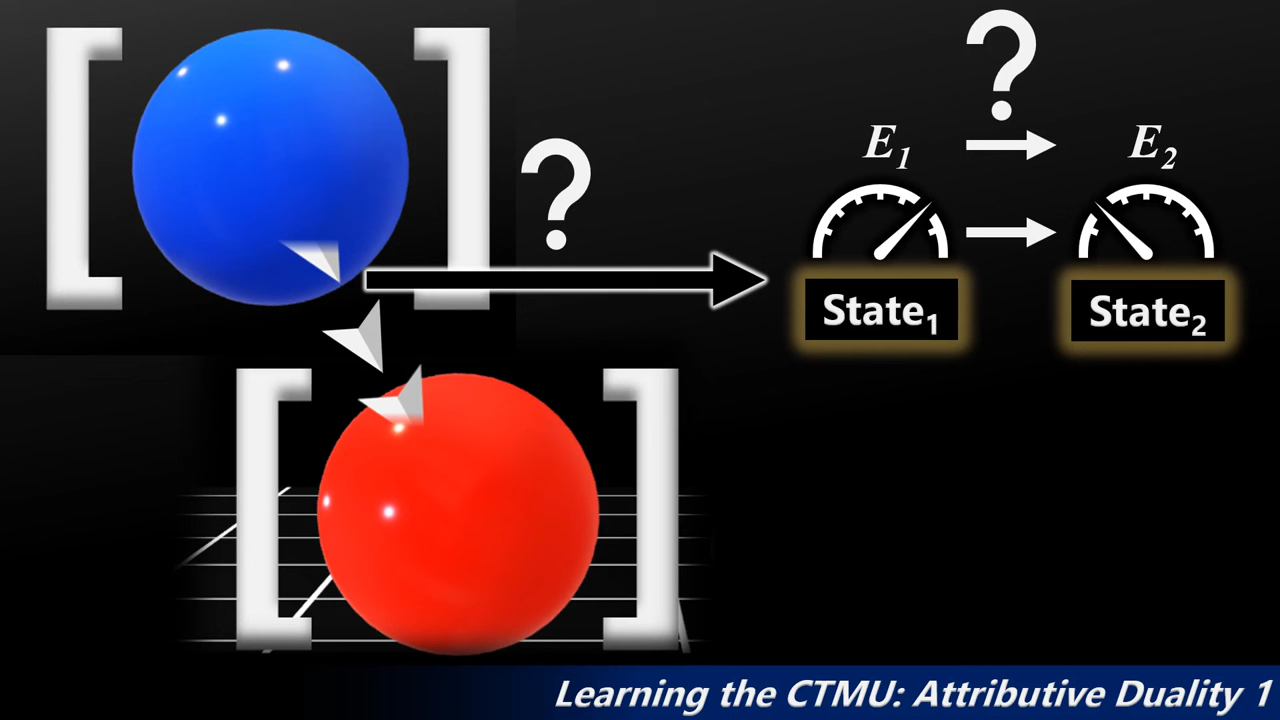 [ ]
?
?
E₁ → E₂
→
State₁ State₂
[ ]
Learning the CTMU: Attributive Duality 1